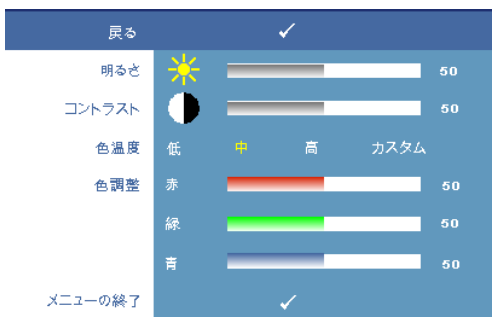 戻る
明るさ 50
コントラスト 50
色温度 低 中 高 カスタム
色調整 赤 50
緑 50
青 50
メニューの終了